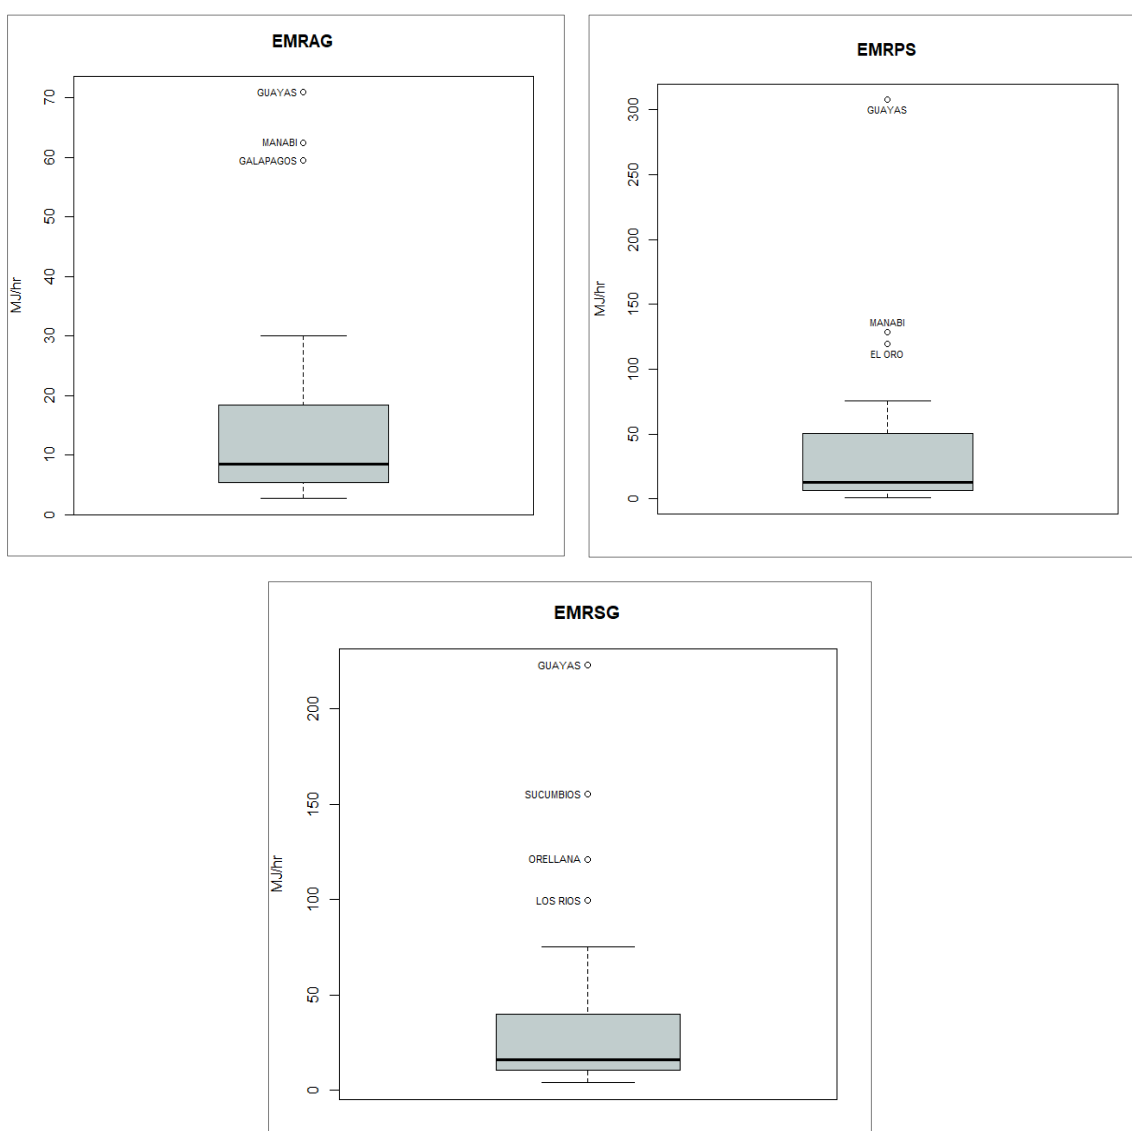 EMRAG
MJ/hr
70
60
50
40
30
20
10
0
GUAYAS
MANABI
GALAPAGOS
EMRPS
MJ/hr
300
250
200
150
100
50
0
GUAYAS
MANABI
EL ORO
EMRSG
MJ/hr
200
150
100
50
0
GUAYAS
SUCUMBIOS
ORELLANA
LOS RIOS